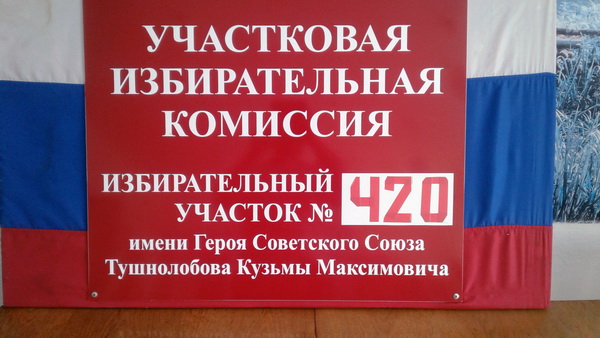 УЧАСТКОВАЯ
ИЗБИРАТЕЛЬНАЯ
КОМИССИЯ
ИЗБИРАТЕЛЬНЫЙ
УЧАСТОК № 420
имени Героя Советского Союза
Тушнолобова Кузьмы Максимовича